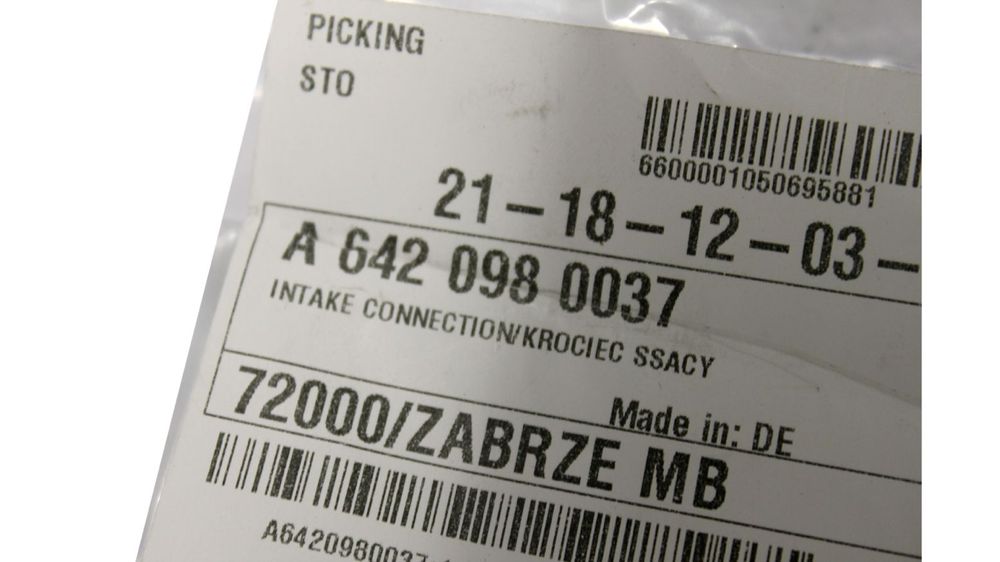 PICKING
STO
6600001050695881
21-18-12-03-
A 642 098 0037
INTAKE CONNECTION/KROCIEC SSACY
Made in: DE
72000/ZABRZE MB
A6420980037